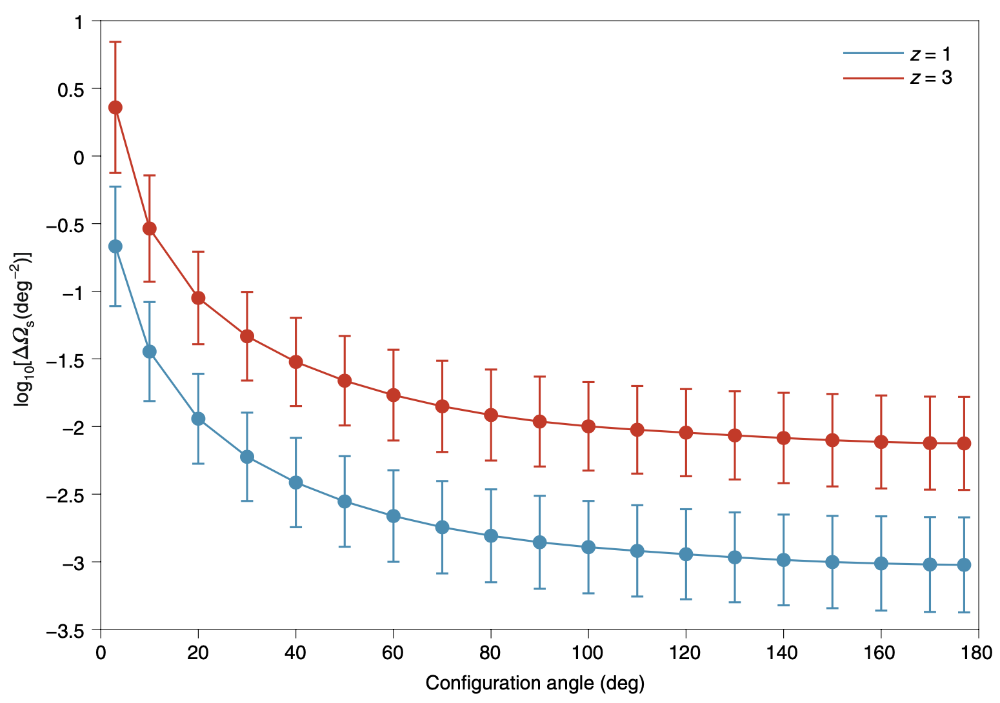 1
0.5
0
−0.5
−1
−1.5
−2
−2.5
−3
−3.5
log₁₀[ΔΩₛ(deg⁻²)]
z = 1
z = 3
0 20 40 60 80 100 120 140 160 180
Configuration angle (deg)